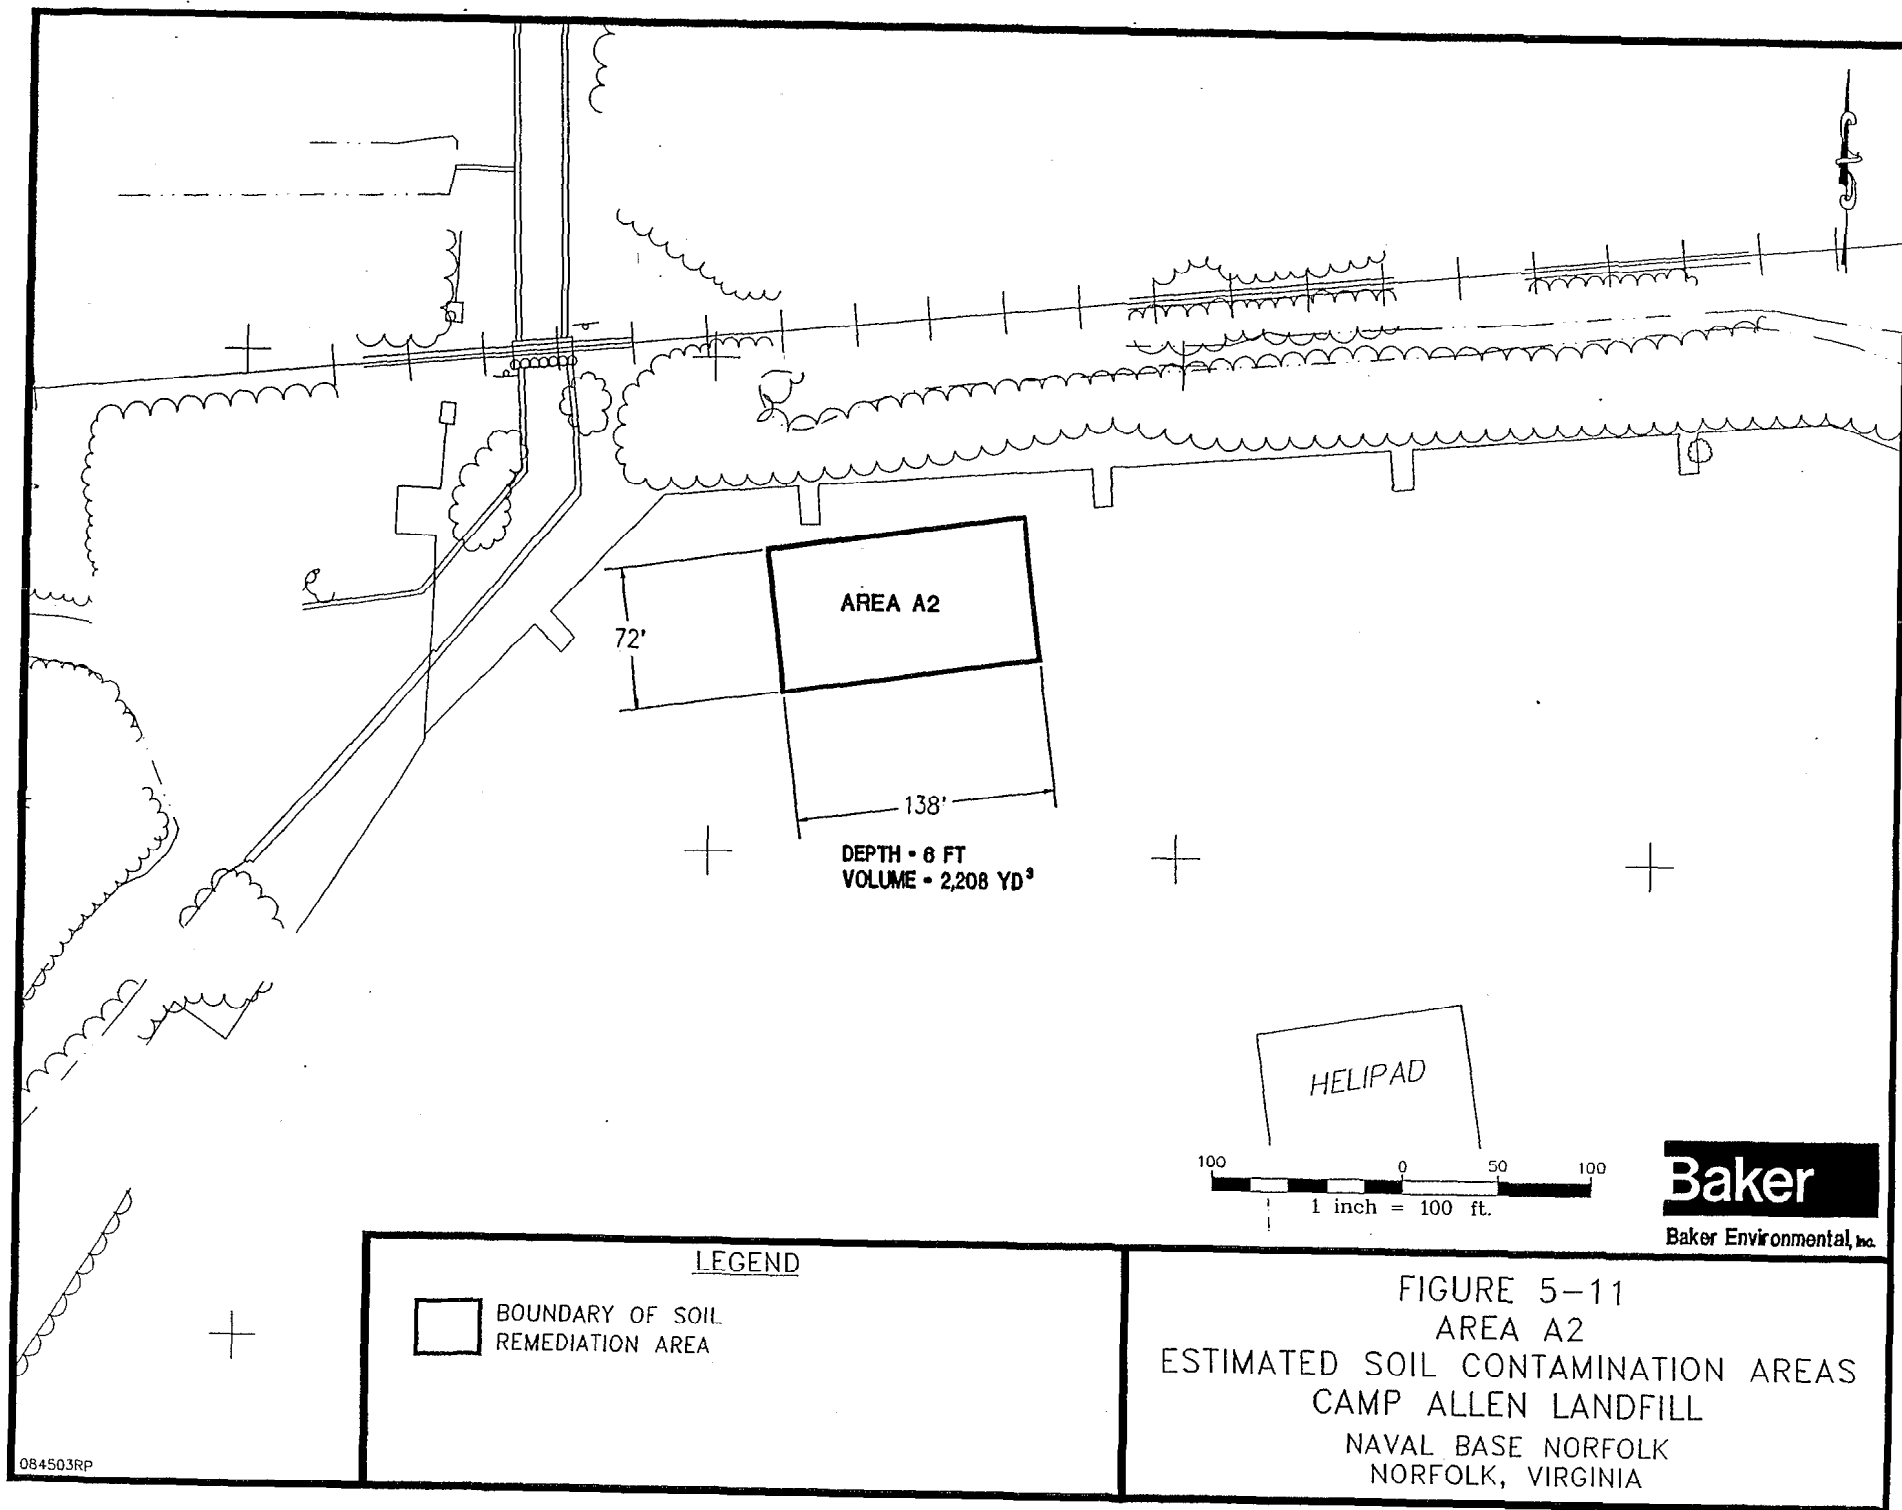 AREA A2
72'
138'
DEPTH - 6 FT
VOLUME - 2,208 YD³
HELIPAD
100 0 50 100
1 inch = 100 ft.
Baker
Baker Environmental, Inc.
LEGEND
BOUNDARY OF SOIL
REMEDIATION AREA
FIGURE 5-11
AREA A2
ESTIMATED SOIL CONTAMINATION AREAS
CAMP ALLEN LANDFILL
NAVAL BASE NORFOLK
NORFOLK, VIRGINIA
084503RP